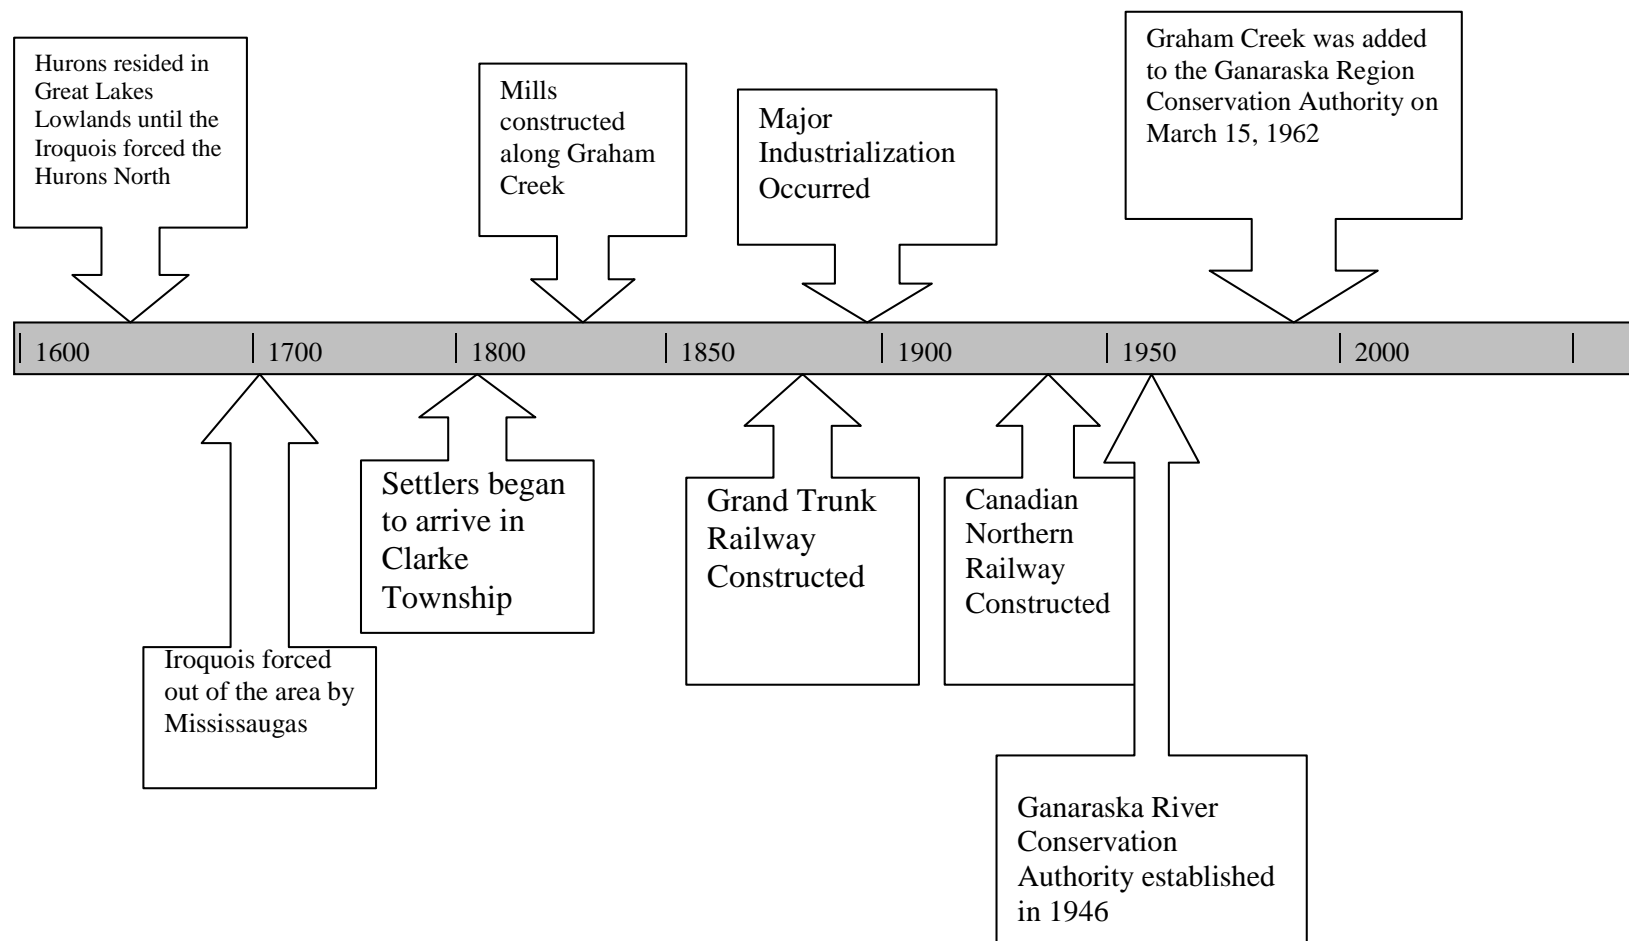 Hurons resided in
Great Lakes
Lowlands until the
Iroquois forced the
Hurons North
Mills
constructed
along Graham
Creek
Major
Industrialization
Occurred
Graham Creek was added
to the Ganaraska Region
Conservation Authority on
March 15, 1962
1600 1700 1800 1850 1900 1950 2000
Iroquois forced
out of the area by
Mississaugas
Settlers began
to arrive in
Clarke
Township
Grand Trunk
Railway
Constructed
Canadian
Northern
Railway
Constructed
Ganaraska River
Conservation
Authority established
in 1946